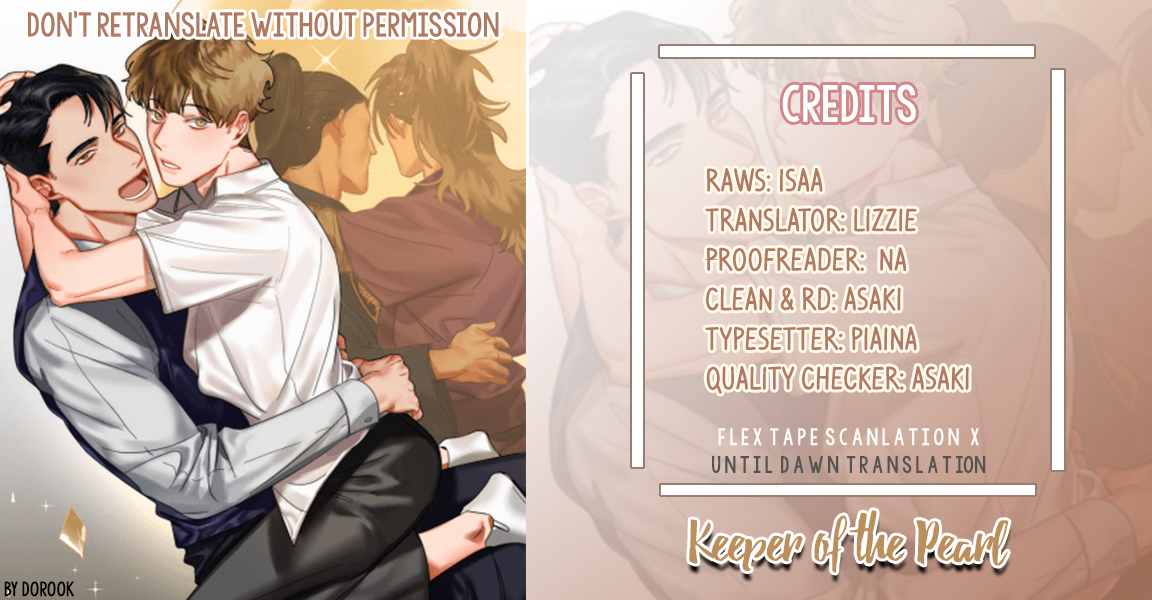 DON'T RETRANSLATE WITHOUT PERMISSION
CREDITS
RAWS: ISAA
TRANSLATOR: LIZZIE
PROOFREADER: NA
CLEAN & RD: ASAKI
TYPESETTER: PIAINA
QUALITY CHECKER: ASAKI
FLEX TAPE SCANLATION X
UNTIL DAWN TRANSLATION
Keeper of the Pearl
BY DOROOK